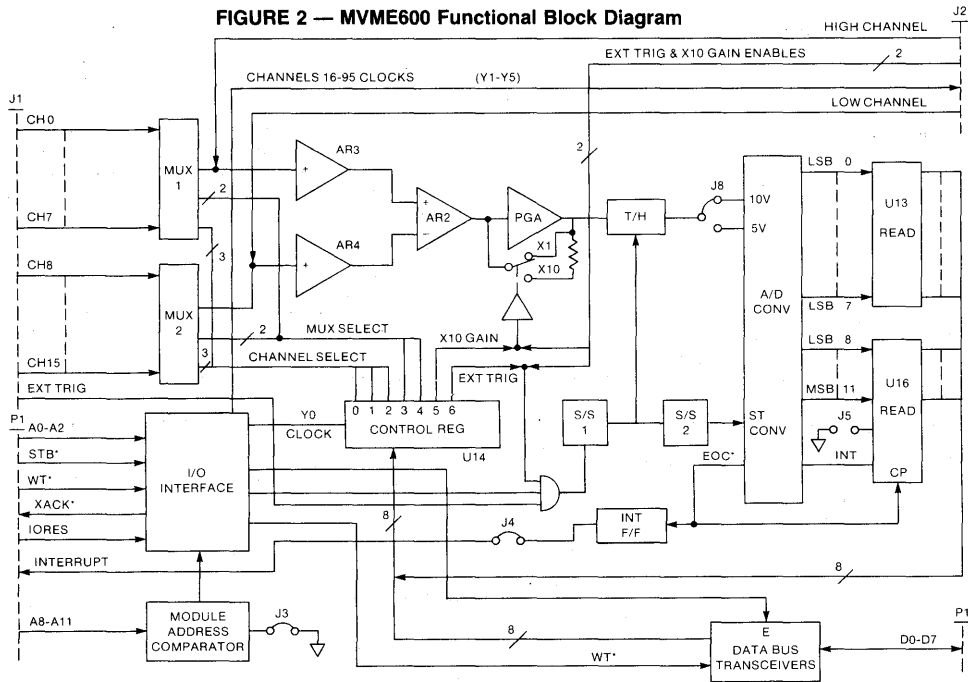 FIGURE 2 — MVME600 Functional Block Diagram
J2
HIGH CHANNEL
EXT TRIG & X10 GAIN ENABLES
2
CHANNELS 16-95 CLOCKS (Y1-Y5)
J1
LOW CHANNEL
CH0
MUX
1
CH7
2
3
AR3
+
AR4
+
AR2
+
−
PGA
X1
X10
2
T/H
J8
10V
5V
LSB 0
U13
READ
LSB 7
A/D
CONV
CH8
MUX
2
CH15
2
3
MUX SELECT
CHANNEL SELECT
X10 GAIN
EXT TRIG
LSB 8
MSB 11
U16
READ
J5
INT
CP
EXT TRIG
P1
0 1 2 3 4 5 6
Y0
CLOCK
CONTROL REG
U14
S/S
1
S/S
2
ST
CONV
EOC*
A0-A2
STB*
WT*
XACK*
IORES
I/O
INTERFACE
8
J4
INT
F/F
INTERRUPT
8
A8-A11
MODULE
ADDRESS
COMPARATOR
J3
8
WT*
E
DATA BUS
TRANSCEIVERS
D0-D7
P1